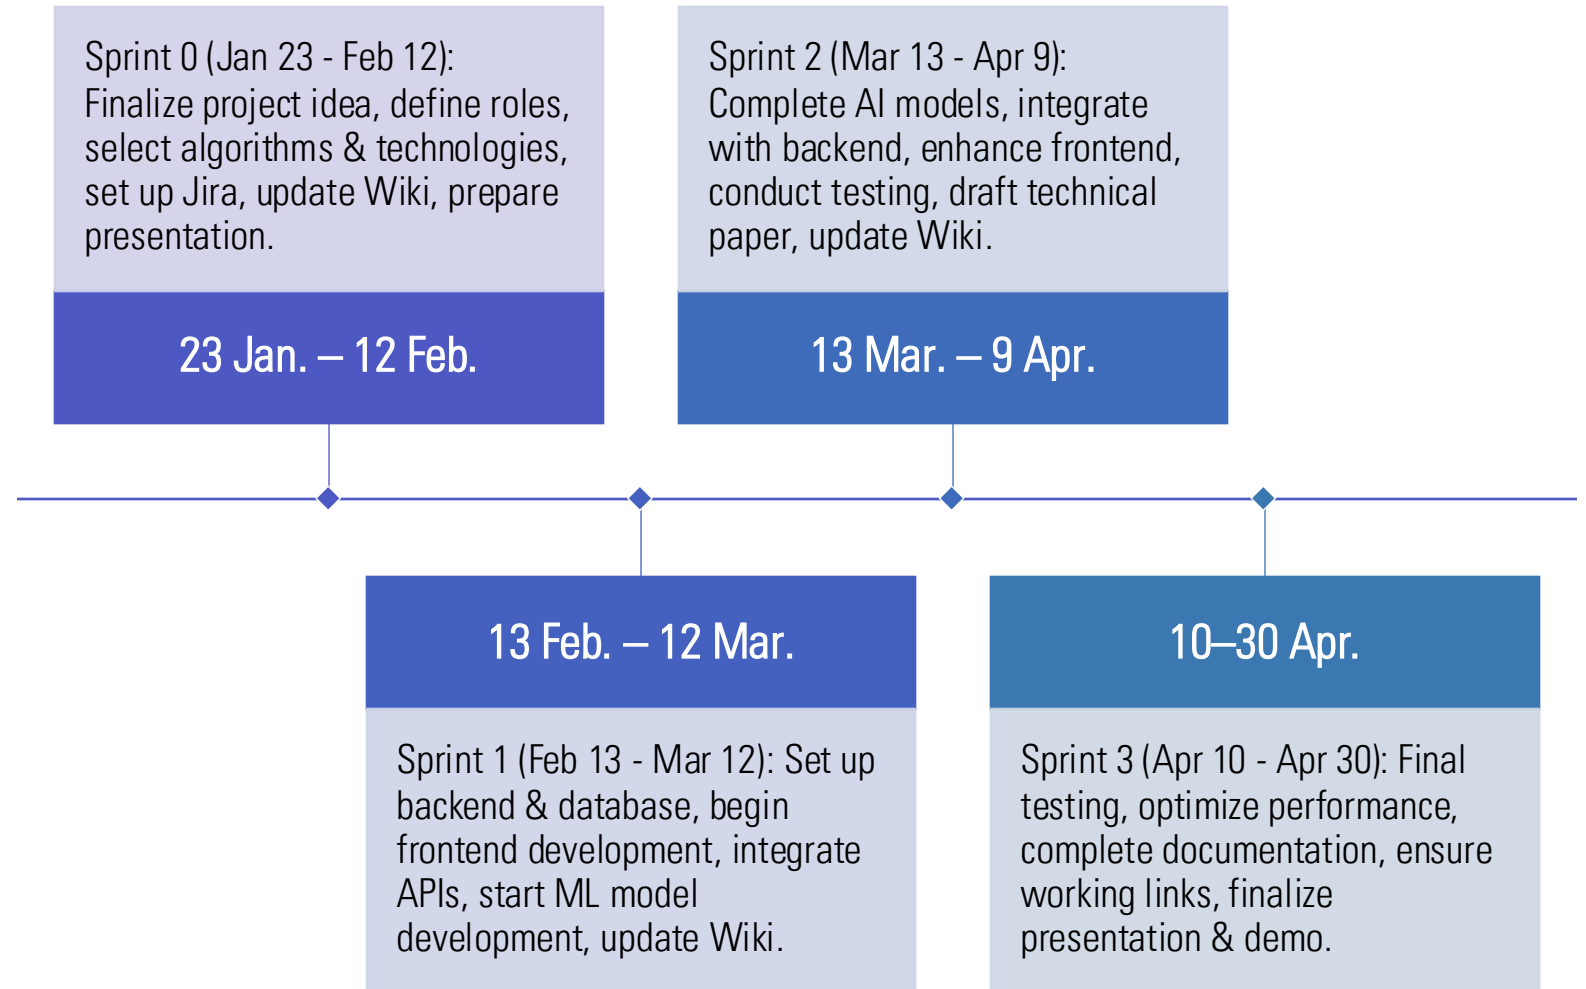 Sprint 0 (Jan 23 - Feb 12):
Finalize project idea, define roles,
select algorithms & technologies,
set up Jira, update Wiki, prepare
presentation.
23 Jan. – 12 Feb.
13 Feb. – 12 Mar.
Sprint 1 (Feb 13 - Mar 12): Set up
backend & database, begin
frontend development, integrate
APIs, start ML model
development, update Wiki.
Sprint 2 (Mar 13 - Apr 9):
Complete AI models, integrate
with backend, enhance frontend,
conduct testing, draft technical
paper, update Wiki.
13 Mar. – 9 Apr.
10–30 Apr.
Sprint 3 (Apr 10 - Apr 30): Final
testing, optimize performance,
complete documentation, ensure
working links, finalize
presentation & demo.